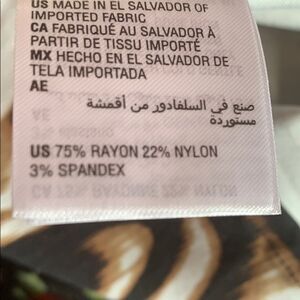 US MADE IN EL SALVADOR OF
IMPORTED FABRIC
CA FABRIQUÉ AU SALVADOR À
PARTIR DE TISSU IMPORTÉ
MX HECHO EN EL SALVADOR DE
TELA IMPORTADA
AE
صنع في السلفادور من أقمشة
مستوردة
US 75% RAYON 22% NYLON
3% SPANDEX